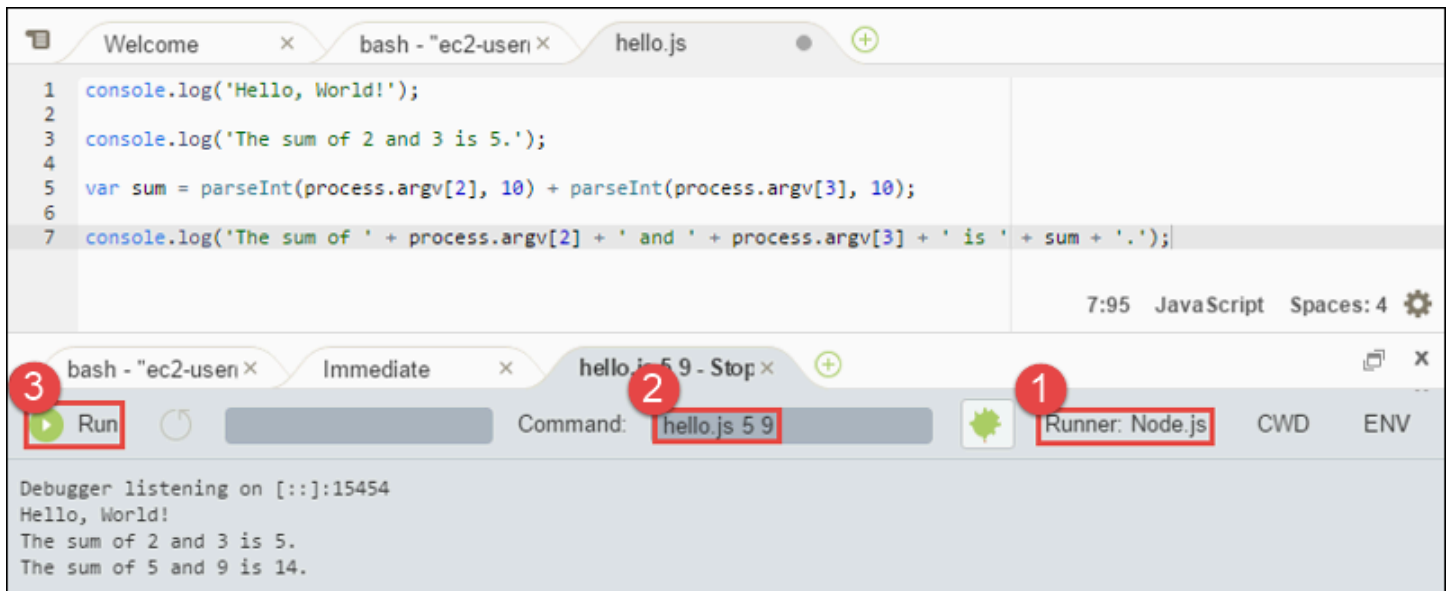 Welcome × bash - "ec2-user × hello.js
1 console.log('Hello, World!');
2
3 console.log('The sum of 2 and 3 is 5.');
4
5 var sum = parseInt(process.argv[2], 10) + parseInt(process.argv[3], 10);
6
7 console.log('The sum of ' + process.argv[2] + ' and ' + process.argv[3] + ' is ' + sum + '.');
7:95 JavaScript Spaces: 4
bash - "ec2-user × Immediate × hello.js 5 9 - Stop ×
3 2 1
Run Command: hello.js 5 9 Runner: Node.js CWD ENV
Debugger listening on [::]:15454
Hello, World!
The sum of 2 and 3 is 5.
The sum of 5 and 9 is 14.